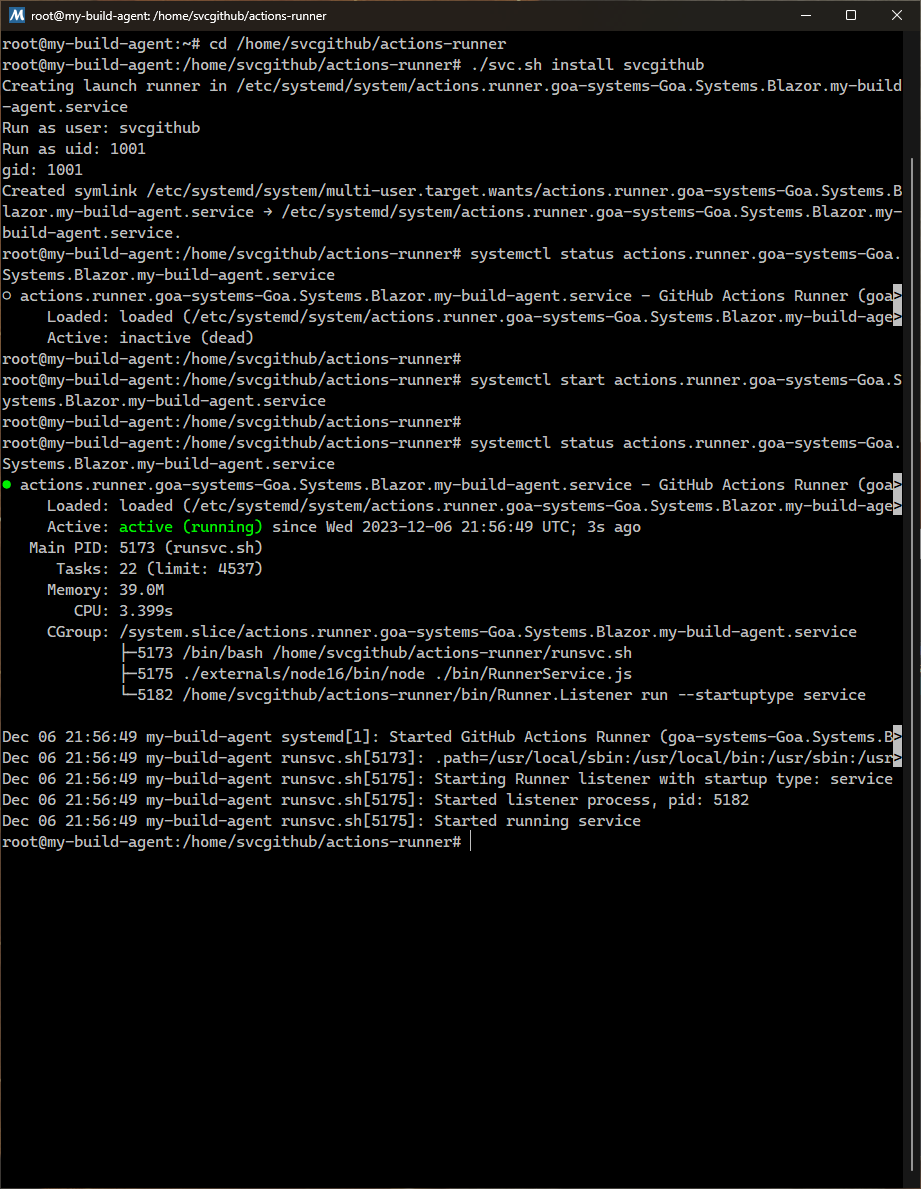 root@my-build-agent: /home/svcgithub/actions-runner
root@my-build-agent:~# cd /home/svcgithub/actions-runner
root@my-build-agent:/home/svcgithub/actions-runner# ./svc.sh install svcgithub
Creating launch runner in /etc/systemd/system/actions.runner.goa-systems-Goa.Systems.Blazor.my-build
-agent.service
Run as user: svcgithub
Run as uid: 1001
gid: 1001
Created symlink /etc/systemd/system/multi-user.target.wants/actions.runner.goa-systems-Goa.Systems.B
lazor.my-build-agent.service → /etc/systemd/system/actions.runner.goa-systems-Goa.Systems.Blazor.my-
build-agent.service.
root@my-build-agent:/home/svcgithub/actions-runner# systemctl status actions.runner.goa-systems-Goa.
Systems.Blazor.my-build-agent.service
○ actions.runner.goa-systems-Goa.Systems.Blazor.my-build-agent.service - GitHub Actions Runner (goa>
     Loaded: loaded (/etc/systemd/system/actions.runner.goa-systems-Goa.Systems.Blazor.my-build-age>
     Active: inactive (dead)
root@my-build-agent:/home/svcgithub/actions-runner#
root@my-build-agent:/home/svcgithub/actions-runner# systemctl start actions.runner.goa-systems-Goa.S
ystems.Blazor.my-build-agent.service
root@my-build-agent:/home/svcgithub/actions-runner#
root@my-build-agent:/home/svcgithub/actions-runner# systemctl status actions.runner.goa-systems-Goa.
Systems.Blazor.my-build-agent.service
● actions.runner.goa-systems-Goa.Systems.Blazor.my-build-agent.service - GitHub Actions Runner (goa>
     Loaded: loaded (/etc/systemd/system/actions.runner.goa-systems-Goa.Systems.Blazor.my-build-age>
     Active: active (running) since Wed 2023-12-06 21:56:49 UTC; 3s ago
   Main PID: 5173 (runsvc.sh)
      Tasks: 22 (limit: 4537)
     Memory: 39.0M
        CPU: 3.399s
     CGroup: /system.slice/actions.runner.goa-systems-Goa.Systems.Blazor.my-build-agent.service
             ├─5173 /bin/bash /home/svcgithub/actions-runner/runsvc.sh
             ├─5175 ./externals/node16/bin/node ./bin/RunnerService.js
             └─5182 /home/svcgithub/actions-runner/bin/Runner.Listener run --startuptype service

Dec 06 21:56:49 my-build-agent systemd[1]: Started GitHub Actions Runner (goa-systems-Goa.Systems.B>
Dec 06 21:56:49 my-build-agent runsvc.sh[5173]: .path=/usr/local/sbin:/usr/local/bin:/usr/sbin:/usr>
Dec 06 21:56:49 my-build-agent runsvc.sh[5175]: Starting Runner listener with startup type: service
Dec 06 21:56:49 my-build-agent runsvc.sh[5175]: Started listener process, pid: 5182
Dec 06 21:56:49 my-build-agent runsvc.sh[5175]: Started running service
root@my-build-agent:/home/svcgithub/actions-runner#